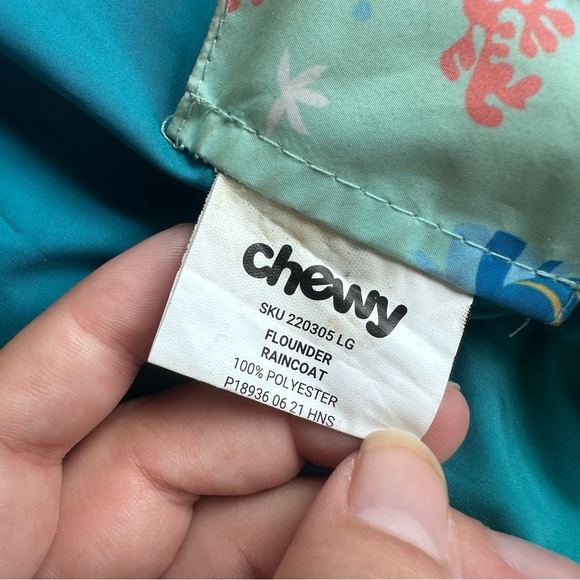 chewy
SKU 220305 LG
FLOUNDER
RAINCOAT
100% POLYESTER
P18936 06 21 HNS